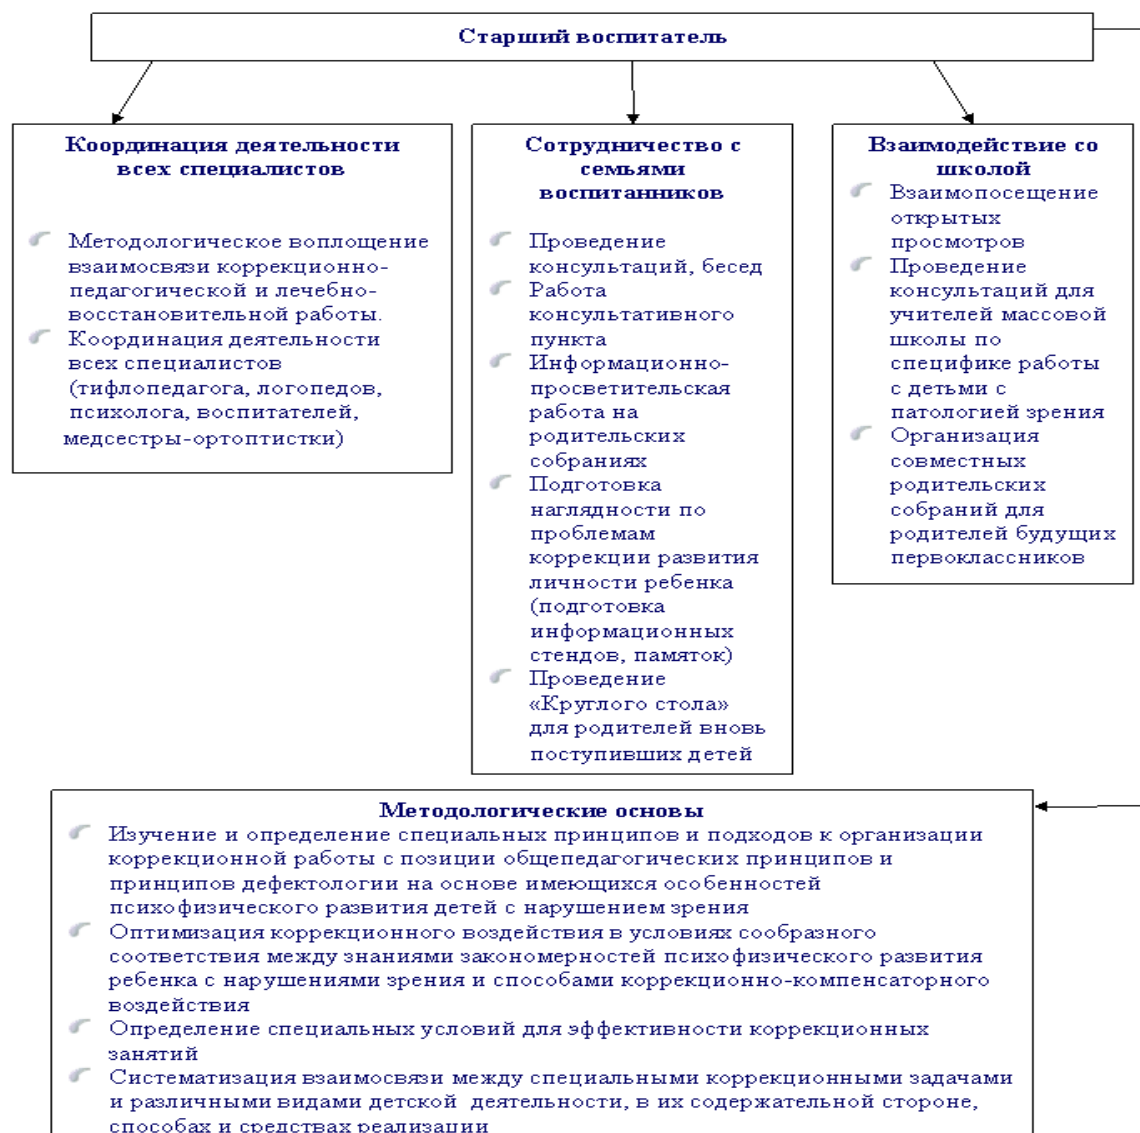 Старший воспитатель
Координация деятельности
всех специалистов
Методологическое воплощение
взаимосвязи коррекционно-
педагогической и лечебно-
восстановительной работы.
Координация деятельности
всех специалистов
(тифлопедагога, логопедов,
психолога, воспитателей,
медсестры-ортоптистки)
Сотрудничество с
семьями
воспитанников
Проведение
консультаций, бесед
Работа
консультативного
пункта
Информационно-
просветительская
работа на
родительских
собраниях
Подготовка
наглядности по
проблемам
коррекции развития
личности ребенка
(подготовка
информационных
стендов, памяток)
Проведение
«Круглого стола»
для родителей вновь
поступивших детей
Взаимодействие со
школой
Взаимопосещение
открытых
просмотров
Проведение
консультаций для
учителей массовой
школы по
специфике работы
с детьми с
патологией зрения
Организация
совместных
родительских
собраний для
родителей будущих
первоклассников
Методологические основы
Изучение и определение специальных принципов и подходов к организации
коррекционной работы с позиции общепедагогических принципов и
принципов дефектологии на основе имеющихся особенностей
психофизического развития детей с нарушением зрения
Оптимизация коррекционного воздействия в условиях сообразного
соответствия между знаниями закономерностей психофизического развития
ребенка с нарушениями зрения и способами коррекционно-компенсаторного
воздействия
Определение специальных условий для эффективности коррекционных
занятий
Систематизация взаимосвязи между специальными коррекционными задачами
и различными видами детской деятельности, в их содержательной стороне,
способах и средствах реализации